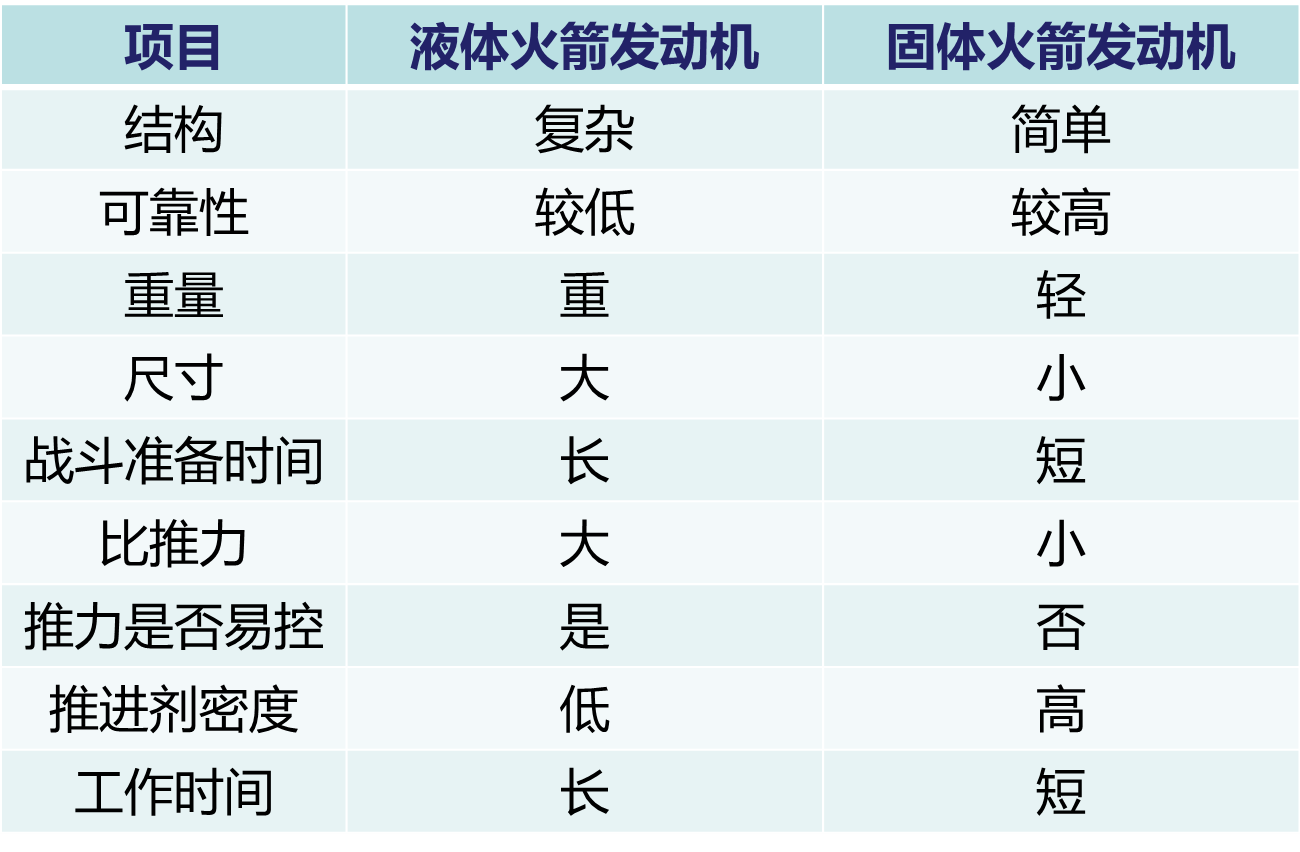 项目 液体火箭发动机 固体火箭发动机
结构 复杂 简单
可靠性 较低 较高
重量 重 轻
尺寸 大 小
战斗准备时间 长 短
比推力 大 小
推力是否易控 是 否
推进剂密度 低 高
工作时间 长 短